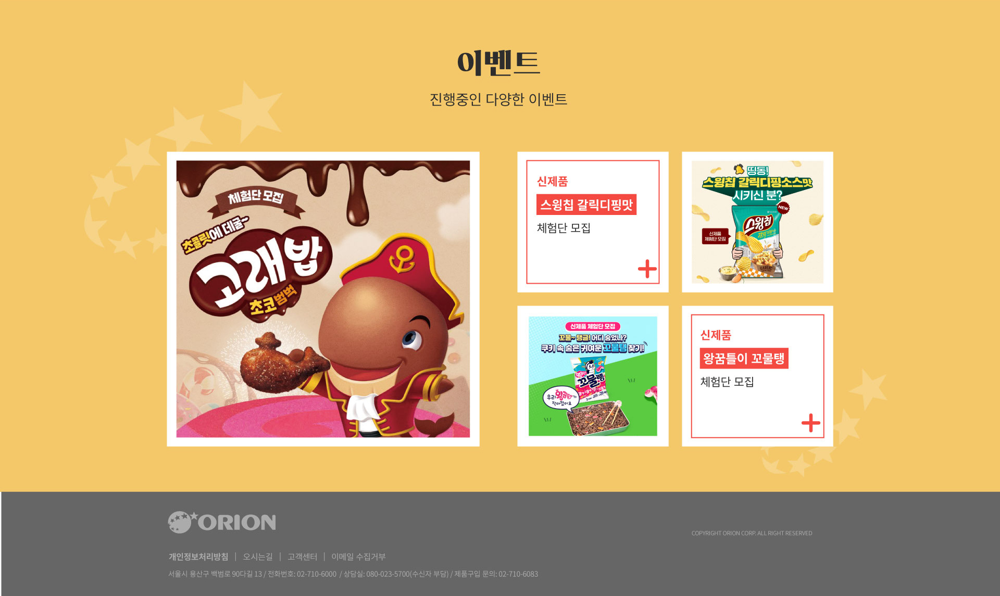 이벤트
진행중인 다양한 이벤트
체험단 모집
초콜릿에 데굴~
고래밥
초코범벅
신제품
스윙칩 갈릭디핑맛
체험단 모집
띵동!
스윙칩 갈릭디핑소스맛
시키신 분?
NEW
스윙칩
신제품
체험단 모집
GARLIC
신제품 체험단 모집
꼬물~ 탱글! 어디 숨었나?
쿠키 속 숨은 귀여운 꼬물탱 찾기!
꼬물탱
우리 왕꿈틀이가
작아졌어요
신제품
왕꿈틀이 꼬물탱
체험단 모집
ORION
COPYRIGHT ORION CORP. ALL RIGHT RESERVED
개인정보처리방침 | 오시는길 | 고객센터 | 이메일 수집거부
서울시 용산구 백범로 90다길 13 / 전화번호: 02-710-6000 / 상담실: 080-023-5700(수신자 부담) / 제품구입 문의: 02-710-6083